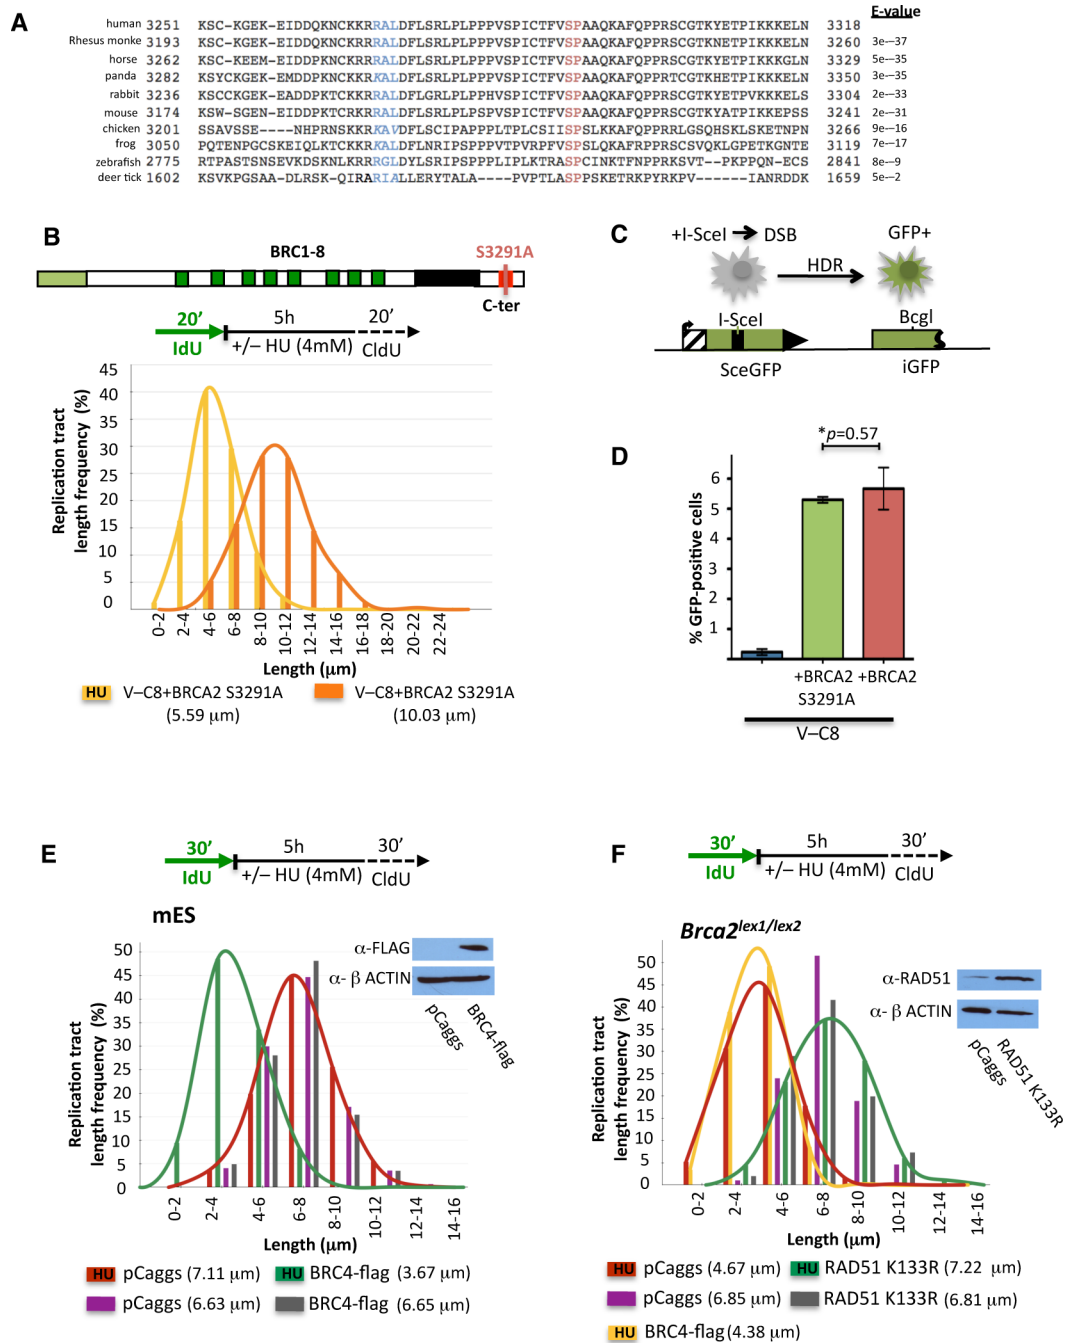 A
E-value
human 3251 KSC-KGEK-EIDDQKNCKKRRALDFLSRLPLPPPVSPICTFVSPAAQKAFQPPRSCGTKYETPIKKKELN 3318
Rhesus monke 3193 KSC-KGEK-EIDDQKNCKKRRALDFLSRLPLPPPVSPICTFVSPAAQKAFQPPRSCGTKYETPIKKKELN 3260 3e-–37
horse 3262 KSC-KEEM-EIDDPKTCKKRRALDFLSRLPLPPPVSPICTFVSPAAQKAFQPPRSCGTKNETPIKKKGLN 3329 5e-–35
panda 3282 KSYCKGEK-EMDDPKNCKKRKALDFLSRLPLPPPVSPICTFVSPAAQKAFQPPRSCGTKNETPIKKKELN 3350 3e-–35
rabbit 3236 KSCCKGEK-EADDPKTCKKRRALDFLGRLPLPPHVSPICTFVSPAAQKAFQPPRSCGTKYETPVKKKELS 3304 2e-–33
mouse 3174 KSW-SGEN-EIDDPKTCKKRRALDFLSRLPLPPPVSPICTFVSPAAQKAFQPPRSCGTKYATPIKKEPSS 3241 2e-–31
chicken 3201 SSAVSSE----NHPRNSKKRKAVDFLSCIPAPPPLTPLCSIISPSLKKAFQPPRRLGSQHSKLSKETNPN 3266 9e-–16
frog 3050 PQTENPGCSKEIQLKTCKKRRALDFLSRIPSPPPVSPICTFVSPAAQKAFQPPRSCSVQKLGPETKGNTE 3119 7e-–17
zebrafish 2775 RTPASTSNSEVKDSKNLKRRRGLDYLSRIPSPPPLIPLKTRASPCINKTFNPPRKSVT--PKPPQN-ECS 2841 8e-–9
deer tick 1602 KSVKPGSAA-DLRSK-QIRARIALLERYTALA----PVPTLASPPSKETRKPYRKPV------IANRDDK 1659 5e-–2
B
BRC1-8
S3291A
C-ter
20’ 5h 20’
IdU +/– HU (4mM) CldU
Replication tract
length frequency (%)
45
40
35
30
25
20
15
10
5
0
0-2 2-4 4-6 6-8 8-10 10-12 12-14 14-16 16-18 18-20 20-22 22-24
Length (μm)
HU V–C8+BRCA2 S3291A
(5.59 μm)
V–C8+BRCA2 S3291A
(10.03 μm)
C
+I-SceI DSB
GFP+
HDR
I-SceI
BcgI
SceGFP
iGFP
D
*p=0.57
% GFP-positive cells
6
5
4
3
2
1
+BRCA2
S3291A
+BRCA2
V–C8
E
30’ 5h 30’
IdU +/– HU (4mM) CldU
mES
α-FLAG
α- β ACTIN
pCaggs
BRC4-flag
Replication tract
length frequency (%)
50
45
40
35
30
25
20
15
10
5
0
0-2 2-4 4-6 6-8 8-10 10-12 12-14 14-16
Length (μm)
HU pCaggs (7.11 μm)
HU BRC4-flag (3.67 μm)
pCaggs (6.63 μm)
BRC4-flag (6.65 μm)
F
30’ 5h 30’
IdU +/– HU (4mM) CldU
Brca2lex1/lex2
α-RAD51
α- β ACTIN
pCaggs
RAD51 K133R
Replication tract
length frequency (%)
50
45
40
35
30
25
20
15
10
5
0
0-2 2-4 4-6 6-8 8-10 10-12 12-14 14-16
Length (μm)
HU pCaggs (4.67 μm)
HU RAD51 K133R (7.22 μm)
pCaggs (6.85 μm)
RAD51 K133R (6.81 μm)
HU BRC4-flag (4.38 μm)